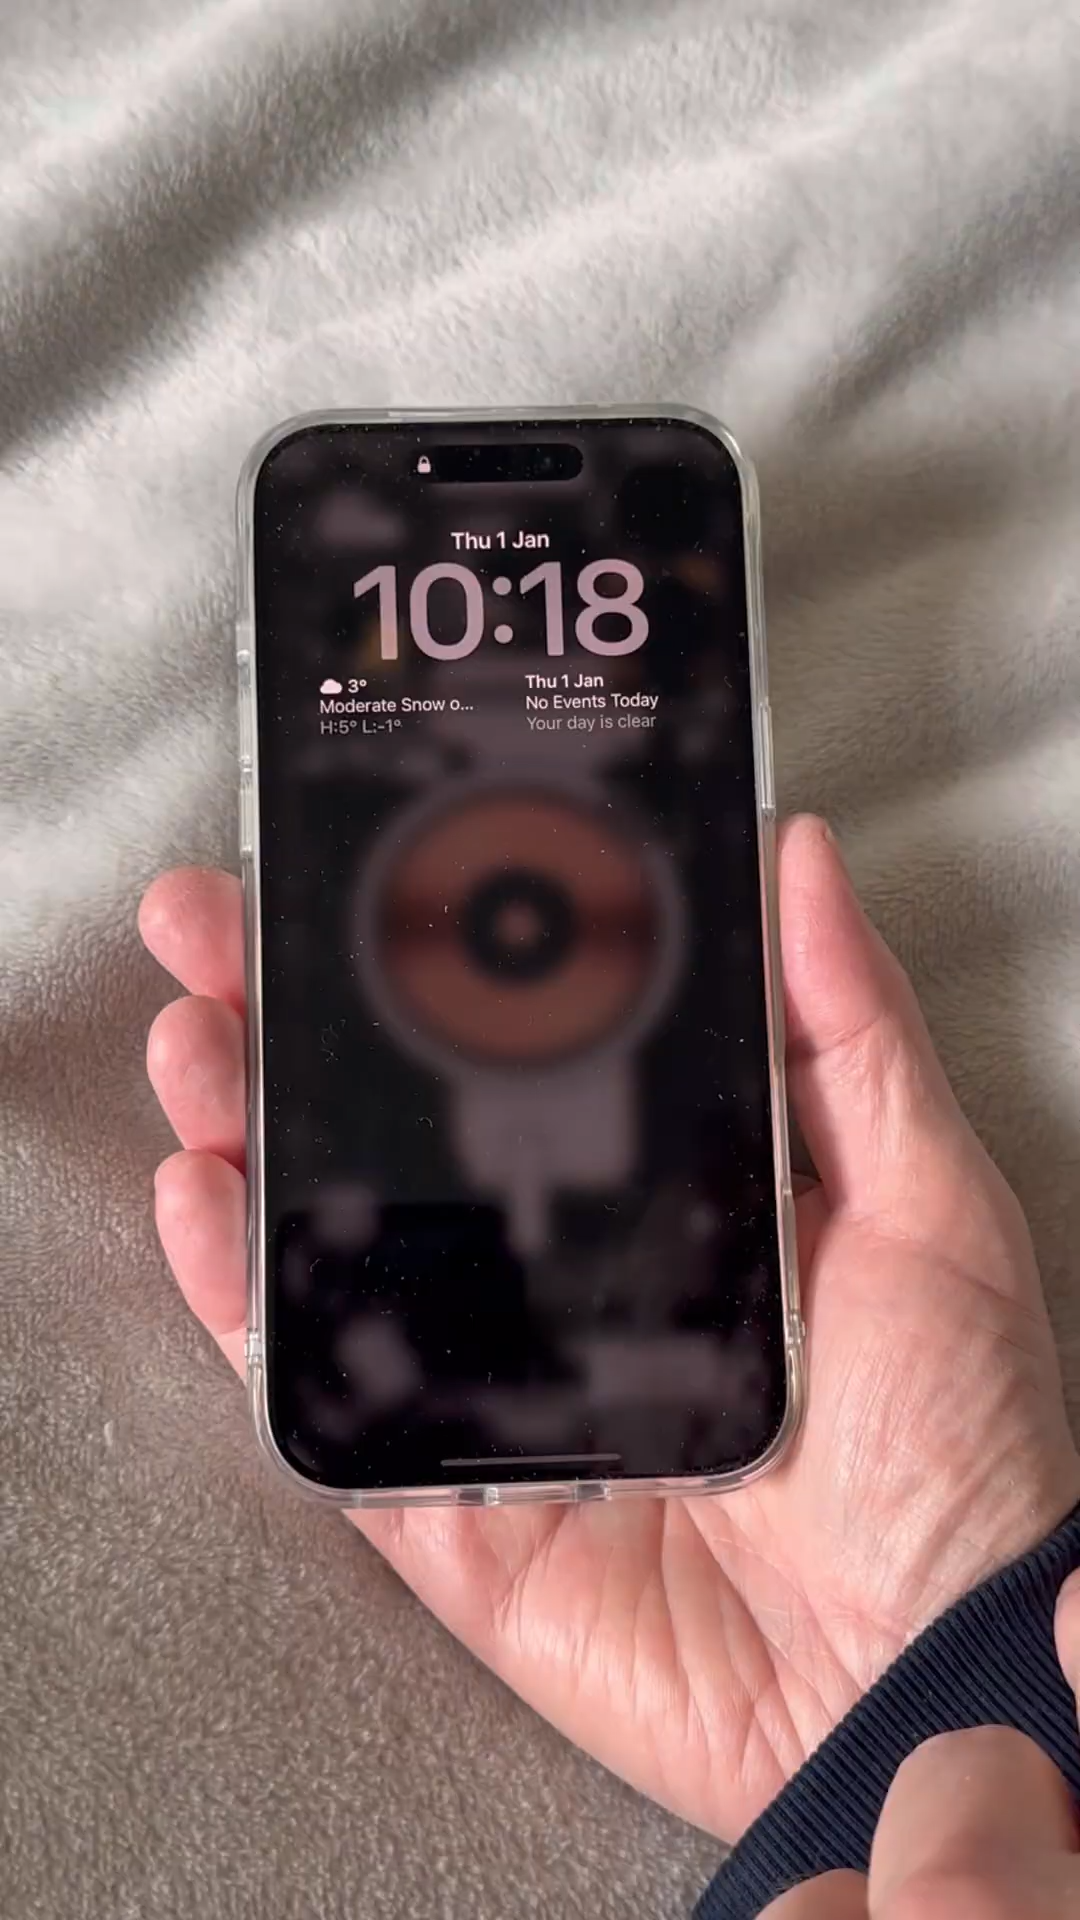 Thu 1 Jan
10:18
3°
Moderate Snow o...
H:5° L:-1°
Thu 1 Jan
No Events Today
Your day is clear